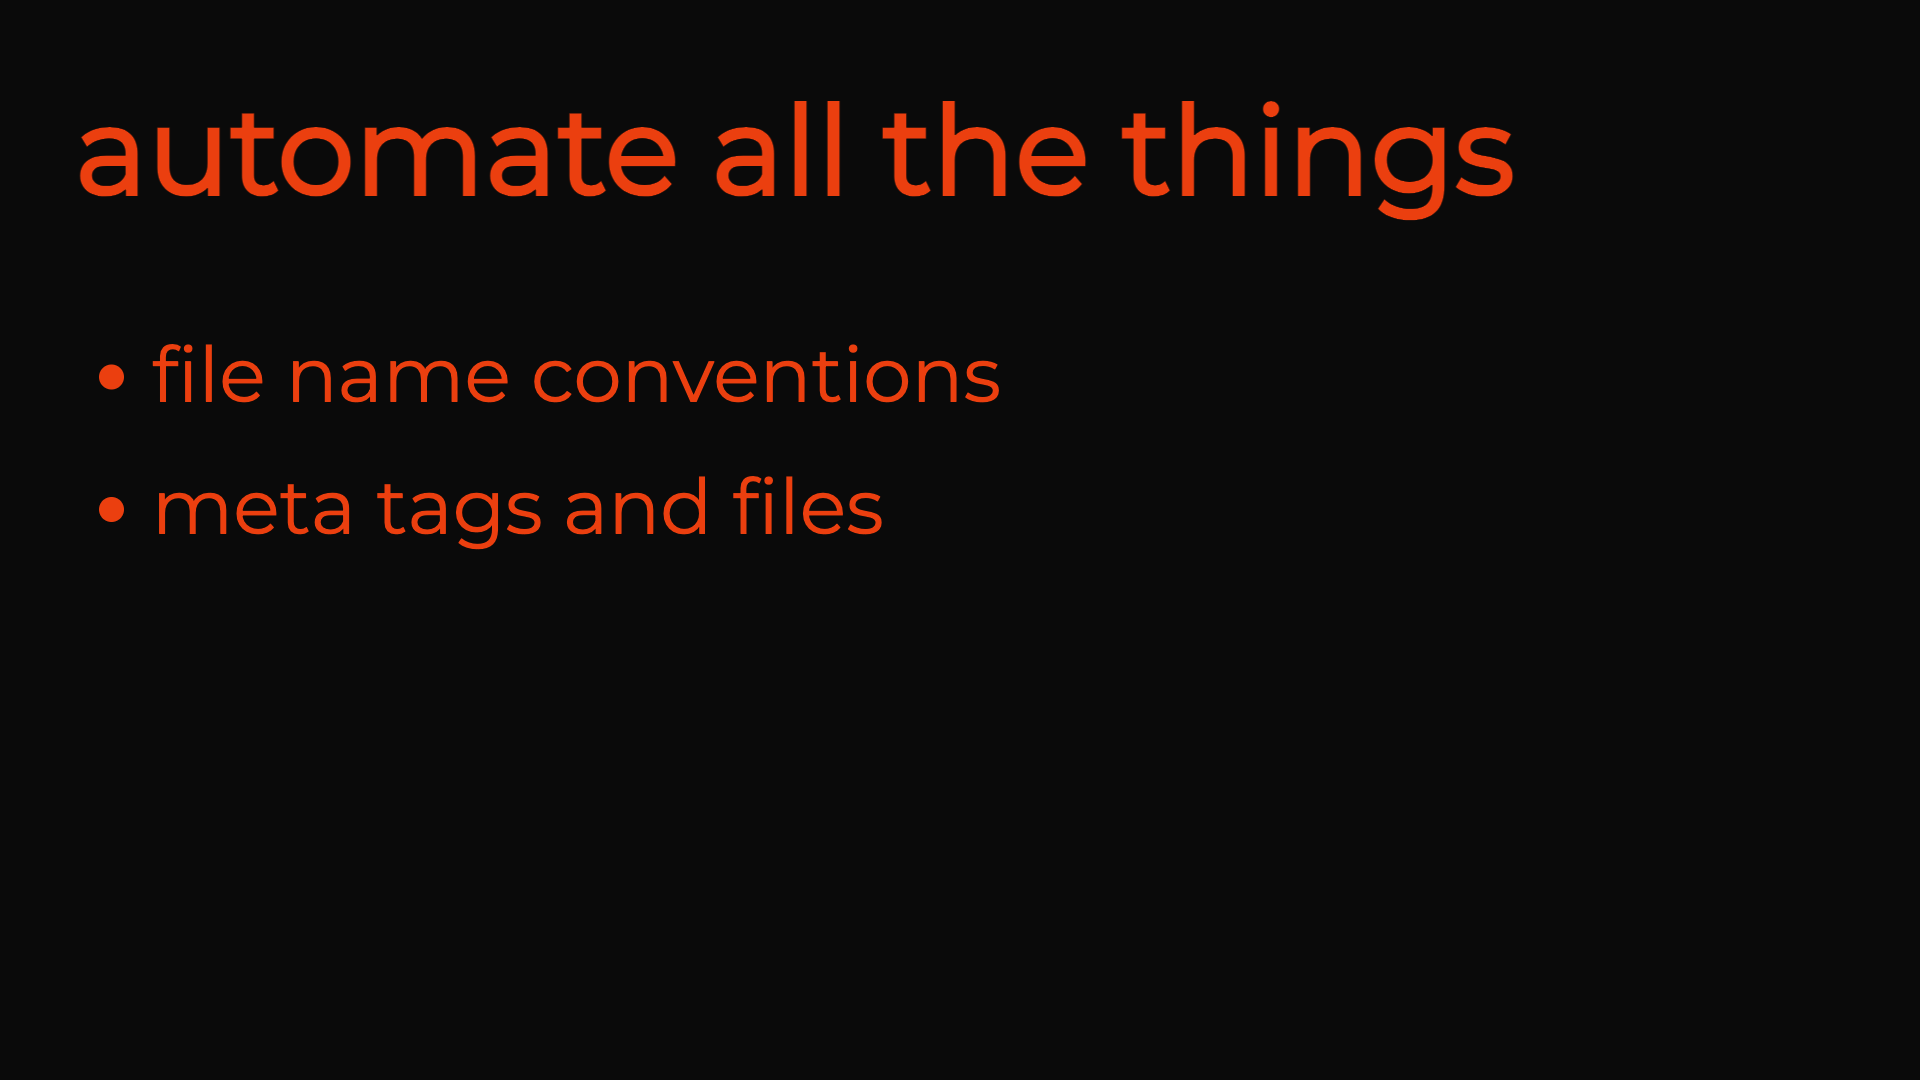 automate all the things
• file name conventions
• meta tags and files